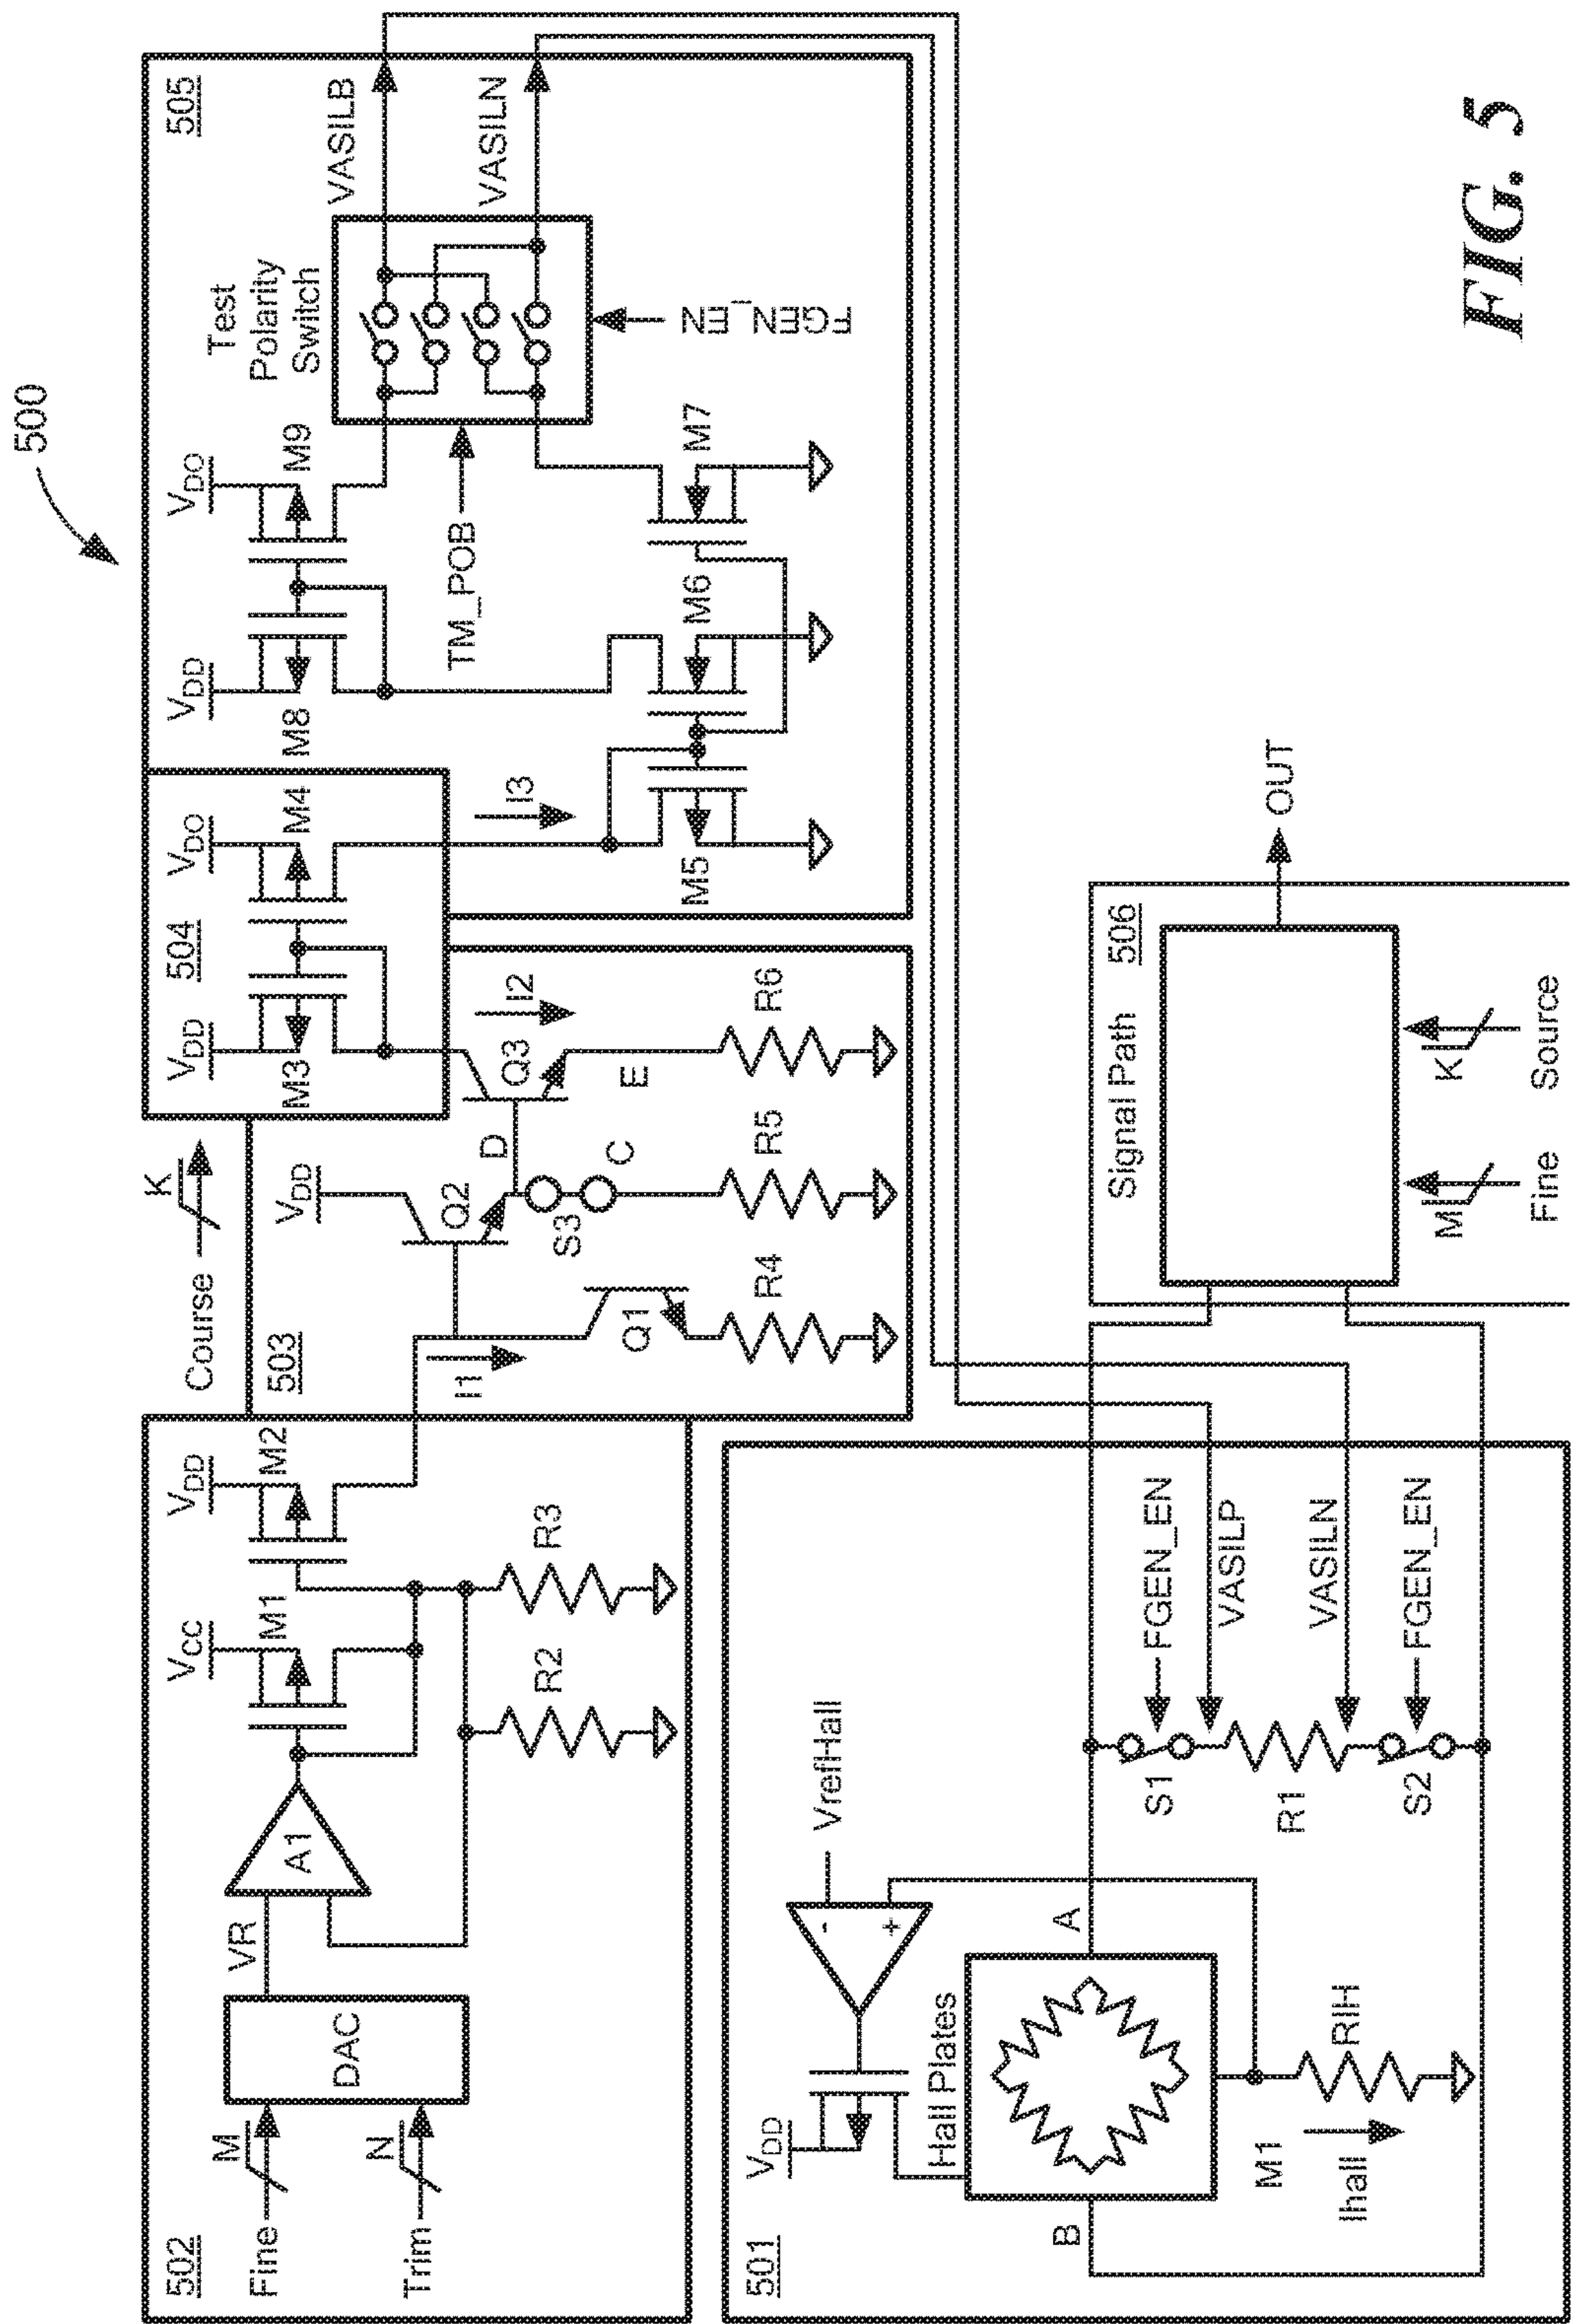 500
502
Fine
M
Trim
N
DAC
VR
A1
VCC
M1
VDD
M2
R2
R3
Course
K
503
I1
VDD
Q2
Q1
R4
S3
D
C
R5
Q3
E
I2
R6
504
VDD
M3
VDO
M4
I3
505
VDD
M8
VDO
M9
M5
M6
M7
TM_POB
Test
Polarity
Switch
FGEN_EN
VASILB
VASILN
501
VDD
VrefHall
-
+
Hall Plates
A
B
M1
Ihall
RIH
S1
R1
S2
FGEN_EN
VASILP
VASILN
FGEN_EN
Signal Path
506
OUT
M
Fine
K
Source
FIG. 5